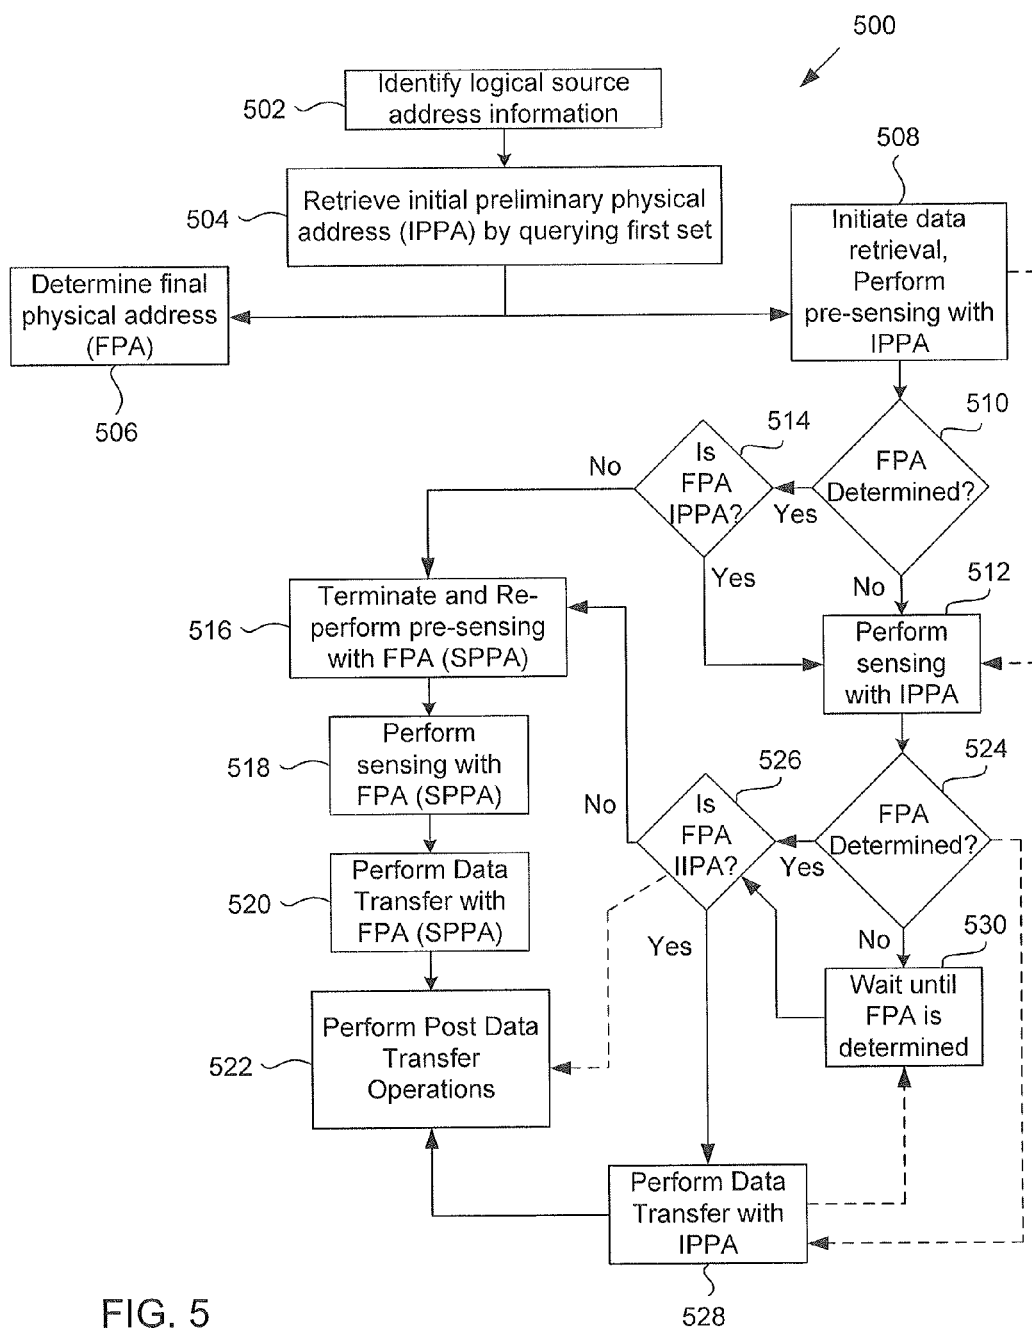 500
502
Identify logical source
address information
504
Retrieve initial preliminary physical
address (IPPA) by querying first set
508
Initiate data
retrieval,
Perform
pre-sensing with
IPPA
Determine final
physical address
(FPA)
506
510
FPA
Determined?
Yes
No
514
Is
FPA
IPPA?
No
Yes
512
Perform
sensing
with IPPA
516
Terminate and Re-
perform pre-sensing
with FPA (SPPA)
518
Perform
sensing with
FPA (SPPA)
520
Perform Data
Transfer with
FPA (SPPA)
522
Perform Post Data
Transfer
Operations
524
FPA
Determined?
Yes
No
526
Is
FPA
IIPA?
No
Yes
530
Wait until
FPA is
determined
Perform Data
Transfer with
IPPA
528
FIG. 5